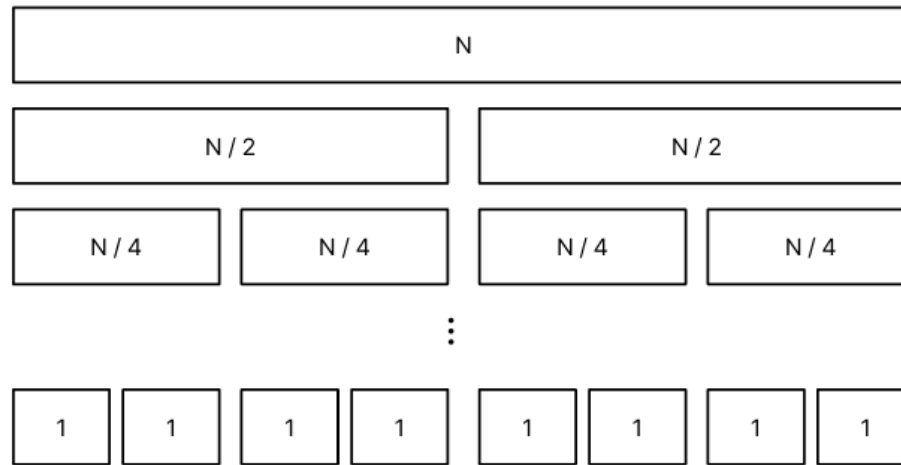 N
N / 2 N / 2
N / 4 N / 4 N / 4 N / 4
1 1 1 1 1 1 1 1